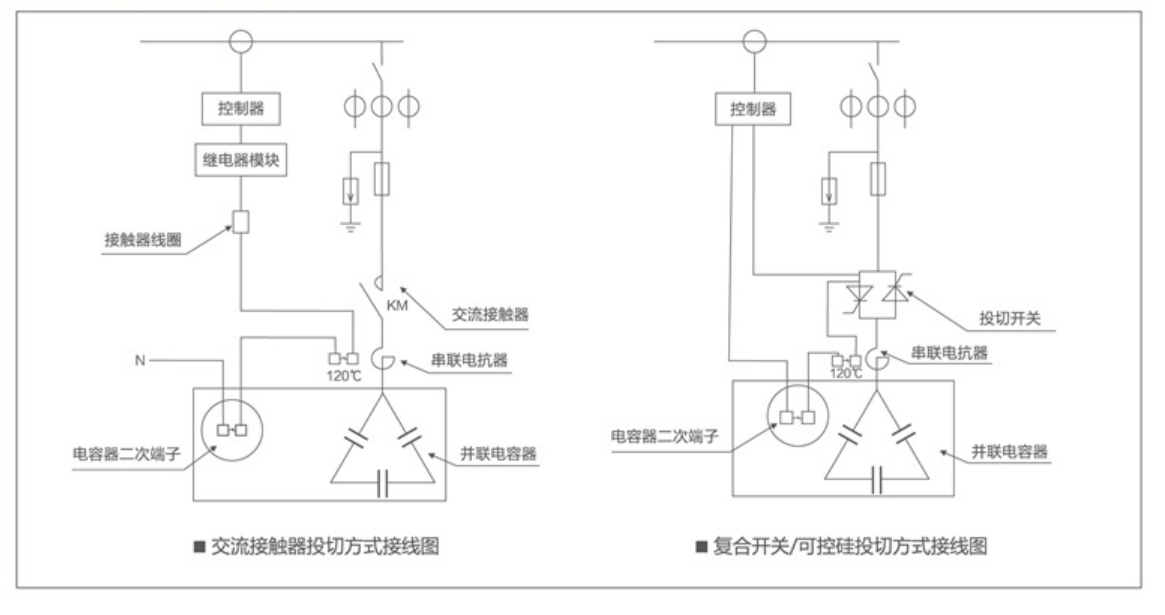 控制器
继电器模块
接触器线圈
KM
交流接触器
N
120℃
串联电抗器
电容器二次端子
并联电容器
■ 交流接触器投切方式接线图
控制器
投切开关
串联电抗器
120℃
电容器二次端子
并联电容器
■ 复合开关/可控硅投切方式接线图